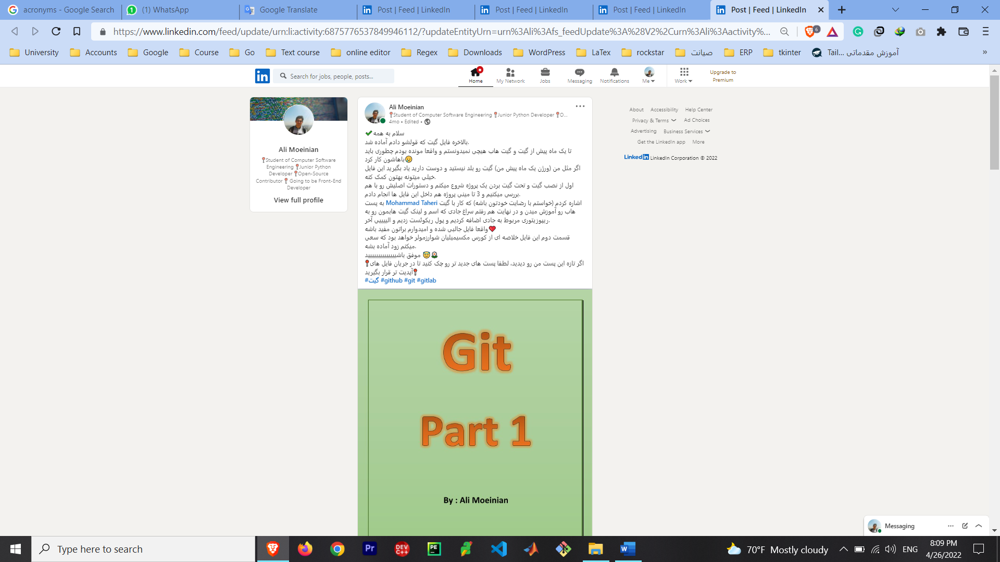 acronyms - Google Search
(1) WhatsApp
Google Translate
Post | Feed | LinkedIn
Post | Feed | LinkedIn
Post | Feed | LinkedIn
Post | Feed | LinkedIn
https://www.linkedin.com/feed/update/urn:li:activity:6875776537849946112/?updateEntityUrn=urn%3Ali%3Afs_feedUpdate%3A%28V2%2Curn%3Ali%3Aactivity%...
6
University
Accounts
Google
Course
Go
Text course
online editor
Regex
Downloads
WordPress
LaTex
rockstar
صیانت
ERP
tkinter
آموزش مقدماتی Tail...
»
in
Search for jobs, people, posts...
Home
My Network
Jobs
Messaging
Notifications
Me
Work
Upgrade to
Premium
Ali Moeinian
📍Student of Computer Software
Engineering 📍Junior Python
Developer 📍Open-Source
Contributor 📍 Going to be Front-End
Developer
View full profile
Ali Moeinian
📍Student of Computer Software Engineering 📍Junior Python Developer 📍O...
4mo • Edited •
✔سلام به همه
بالاخره فایل گیت که قولشو دادم آماده شد.
تا یک ماه پیش از گیت و گیت هاب هیچی نمیدونستم و واقعا مونده بودم چطوری باید
باهاشون کار کرد😢
اگر مثل من (ورژن یک ماه پیش من) گیت رو بلد نیستید و دوست دارید یاد بگیرید این فایل
خیلی میتونه بهتون کمک کنه.
اول از نصب گیت و تحت گیت بردن یک پروژه شروع میکنم و دستورات اصلیش رو با هم
بررسی میکنیم و 3 تا مینی پروژه هم داخل این فایل ها انجام دادم.
به پست Mohammad Taheri اشاره کردم (خواستم با رضایت خودتون باشه) که کار با گیت
هاب رو آموزش میدن و در نهایت هم رفتم سراغ جادی که اسم و لینک گیت هابمون رو به
ریپوزیتوری مربوط به جادی اضافه کردیم و پول ریکوئست زدیم و الیییی آخر.
واقعا فایل جالبی شده و امیدوارم براتون مفید باشه❤
قسمت دوم این فایل خلاصه ای از کورس مکسیمیلیان شوارزمولر خواهد بود که سعی
میکنم زود آماده بشه.
موفق باشیییییییییییییید 😇🌼
📍اگر تازه این پست من رو دیدید، لطفا پست های جدید تر رو چک کنید تا در جریان فایل های
آپدیت تر قرار بگیرید📍
#گیت #github #git #gitlab
Git
Part 1
By : Ali Moeinian
About Accessibility Help Center
Privacy & Terms Ad Choices
Advertising Business Services
Get the LinkedIn app More
LinkedIn LinkedIn Corporation © 2022
Messaging
Type here to search
Pr
DEV
C++
PE
W
70°F Mostly cloudy
ENG
8:09 PM
4/26/2022